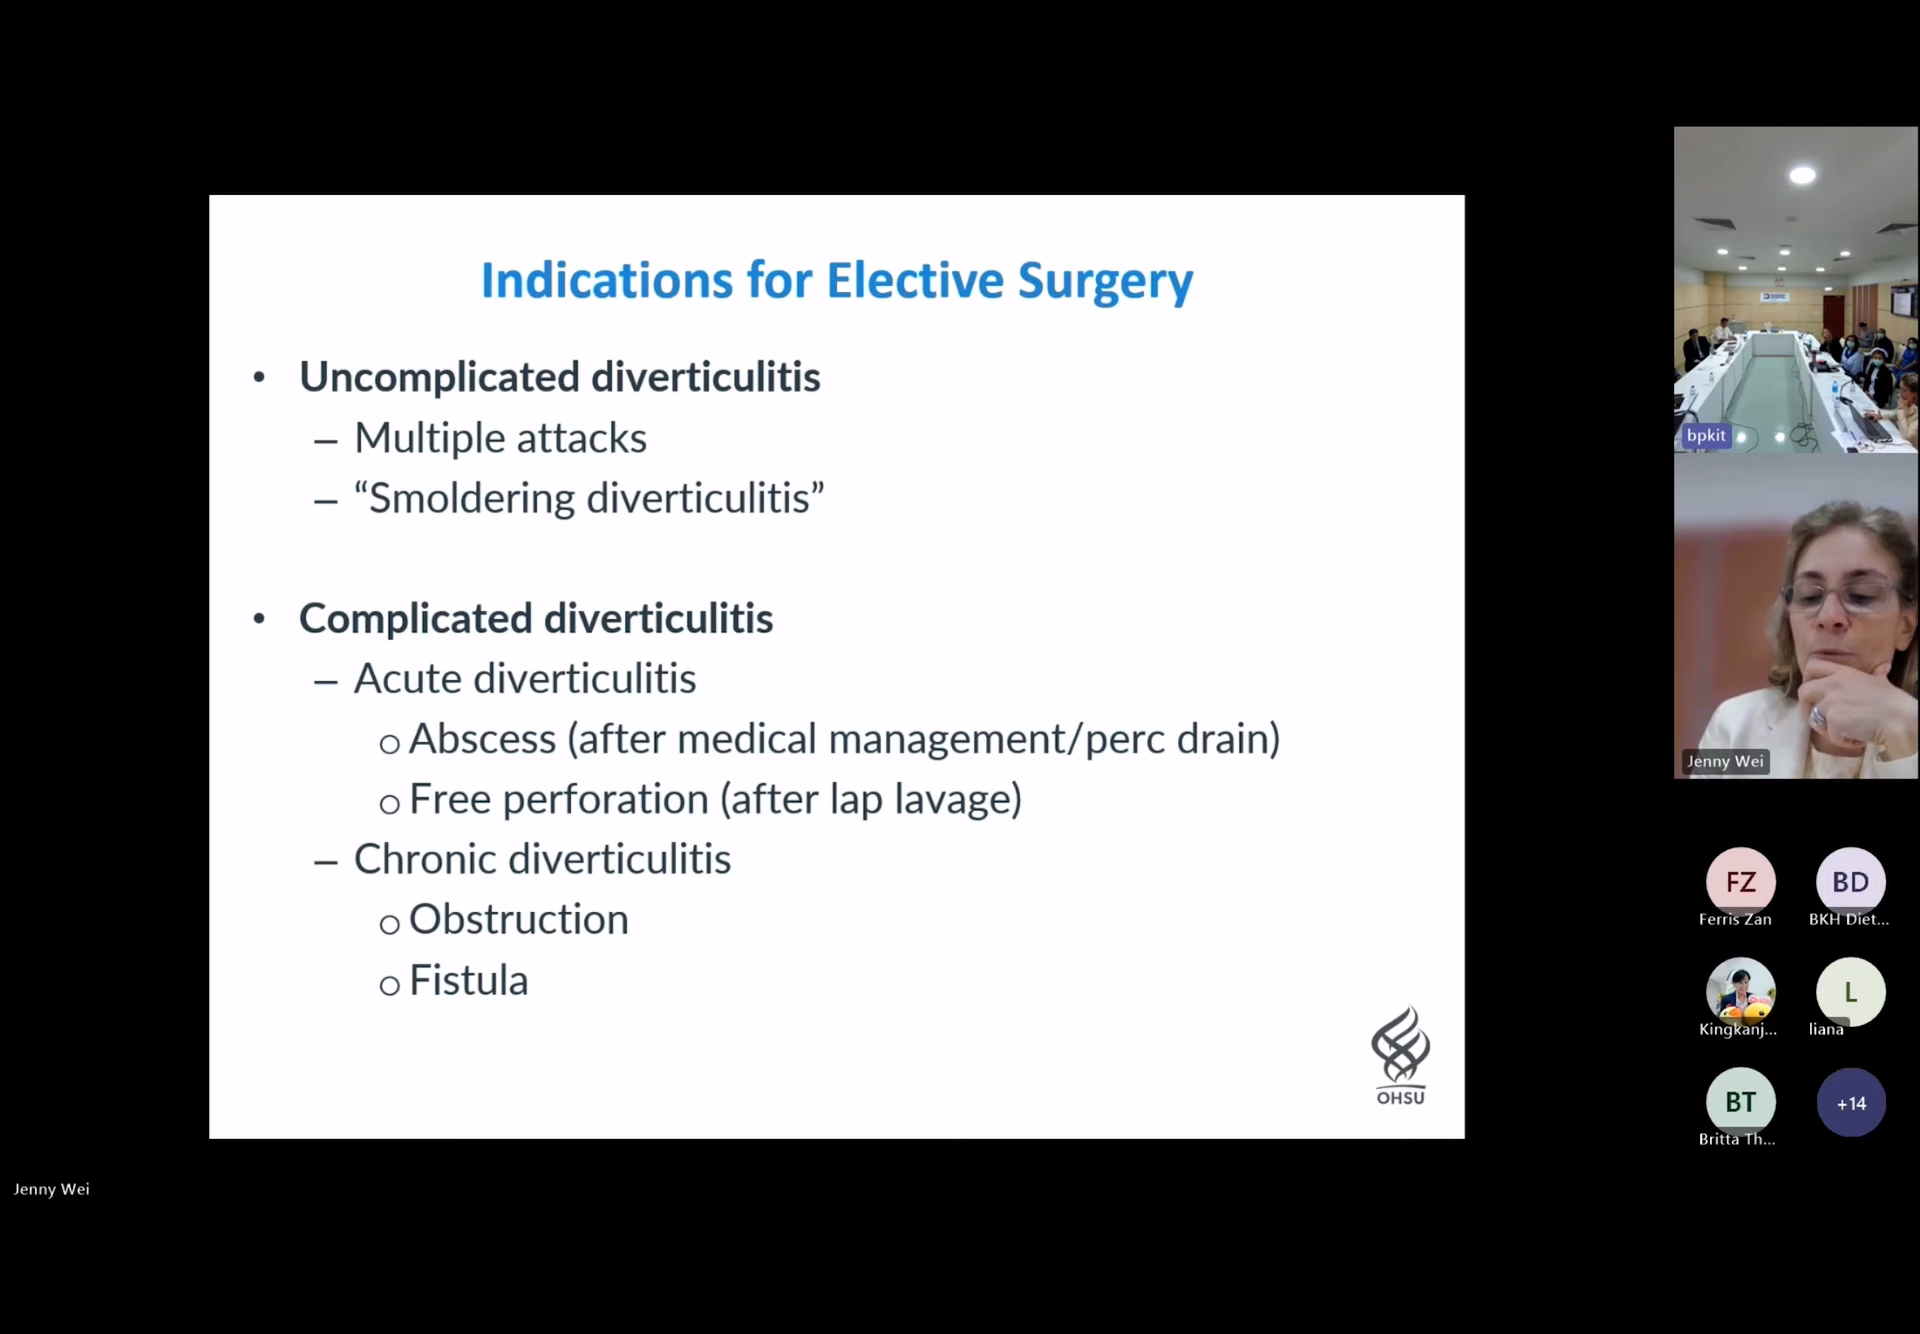 Indications for Elective Surgery
• Uncomplicated diverticulitis
– Multiple attacks
– “Smoldering diverticulitis”
• Complicated diverticulitis
– Acute diverticulitis
o Abscess (after medical management/perc drain)
o Free perforation (after lap lavage)
– Chronic diverticulitis
o Obstruction
o Fistula
OHSU
Jenny Wei
bpkit
Jenny Wei
FZ
Ferris Zan
BD
BKH Diet...
Kingkanj...
L
liana
BT
Britta Th...
+14